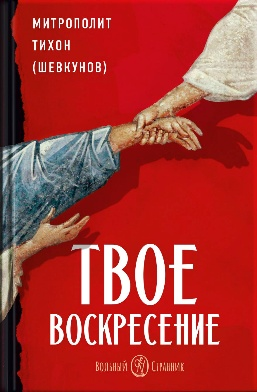 МИТРОПОЛИТ
ТИХОН
(ШЕВКУНОВ)
ТВОЕ
ВОСКРЕСЕНИЕ
ВОЛЬНЫЙ СТРАННИК